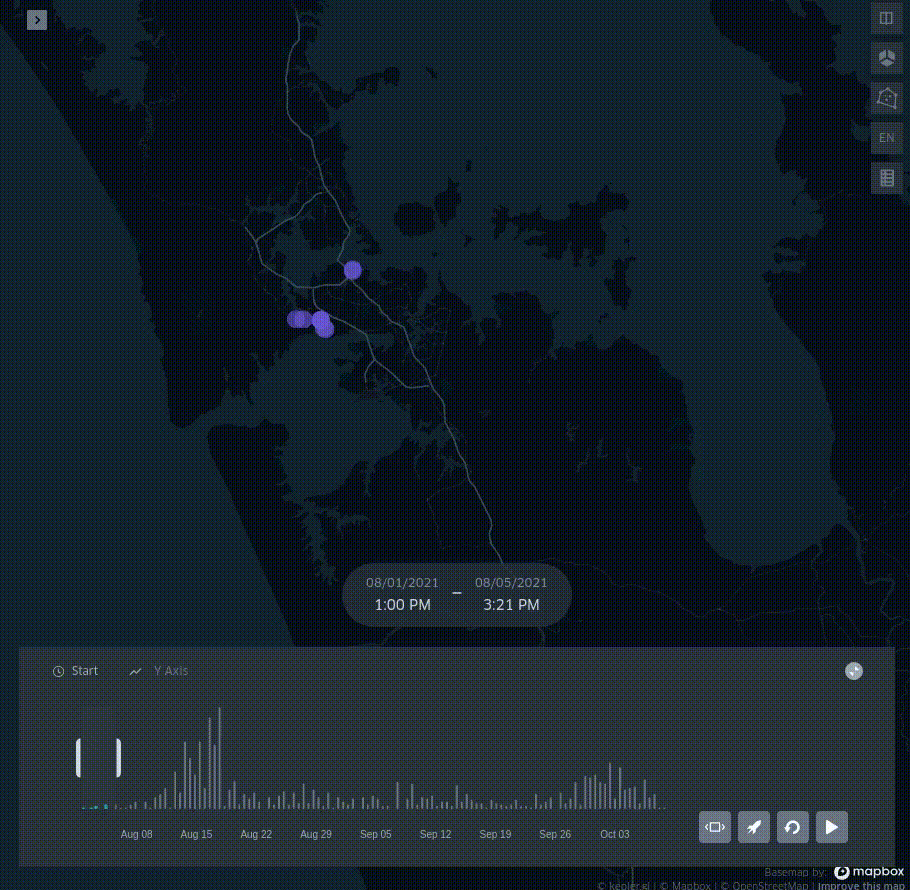 EN
08/01/2021 – 08/05/2021
1:00 PM 3:21 PM
Start Y Axis
Aug 08 Aug 15 Aug 22 Aug 29 Sep 05 Sep 12 Sep 19 Sep 26 Oct 03
Basemap by: mapbox
© kepler.gl | © Mapbox | © OpenStreetMap | Improve this map